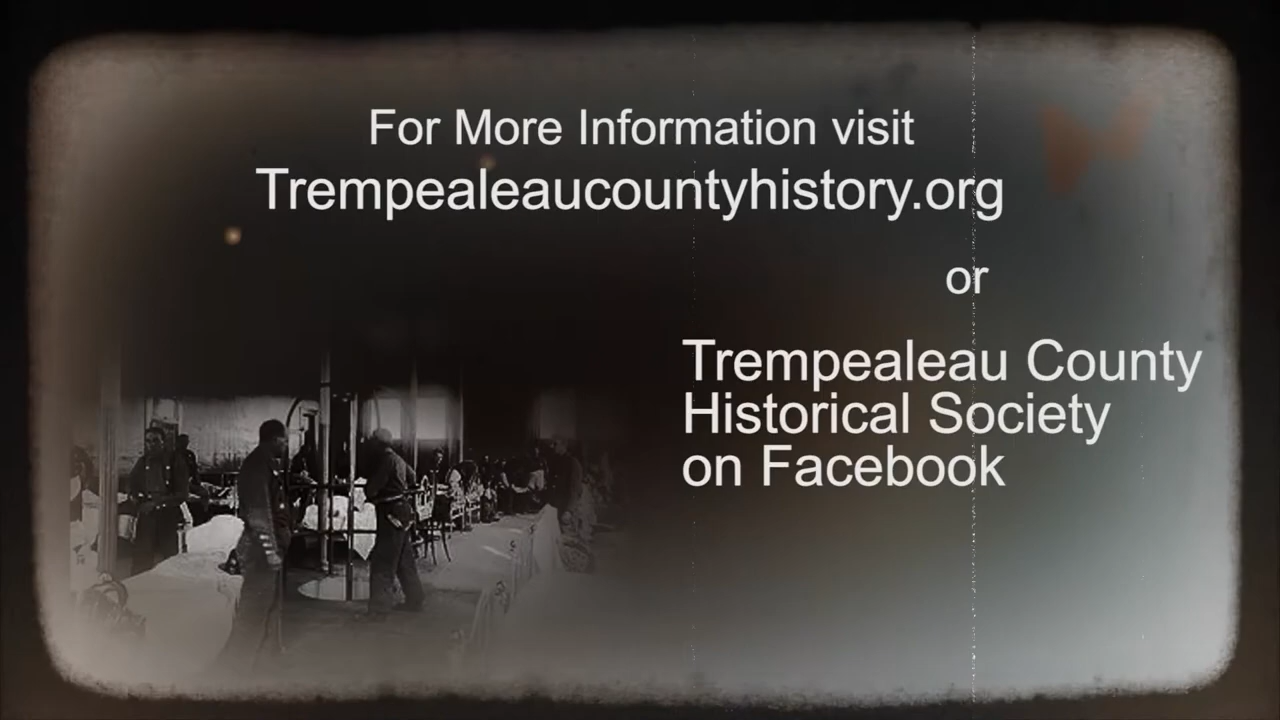 For More Information visit
Trempealeaucountyhistory.org
or
Trempealeau County
Historical Society
on Facebook